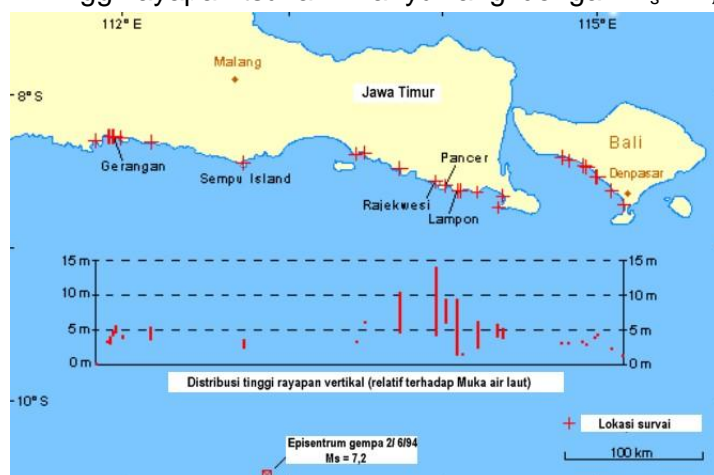 112° E
115° E
Malang
8° S
Jawa Timur
Bali
Pancer
Gerangan
Denpasar
Sempu Island
Rajekwesi
Lampon
15 m
15 m
10 m
10 m
5 m
5 m
0 m
0 m
Distribusi tinggi rayapan vertikal (relatif terhadap Muka air laut)
10° S
Lokasi survai
Episentrum gempa 2/ 6/94
Ms = 7,2
100 km